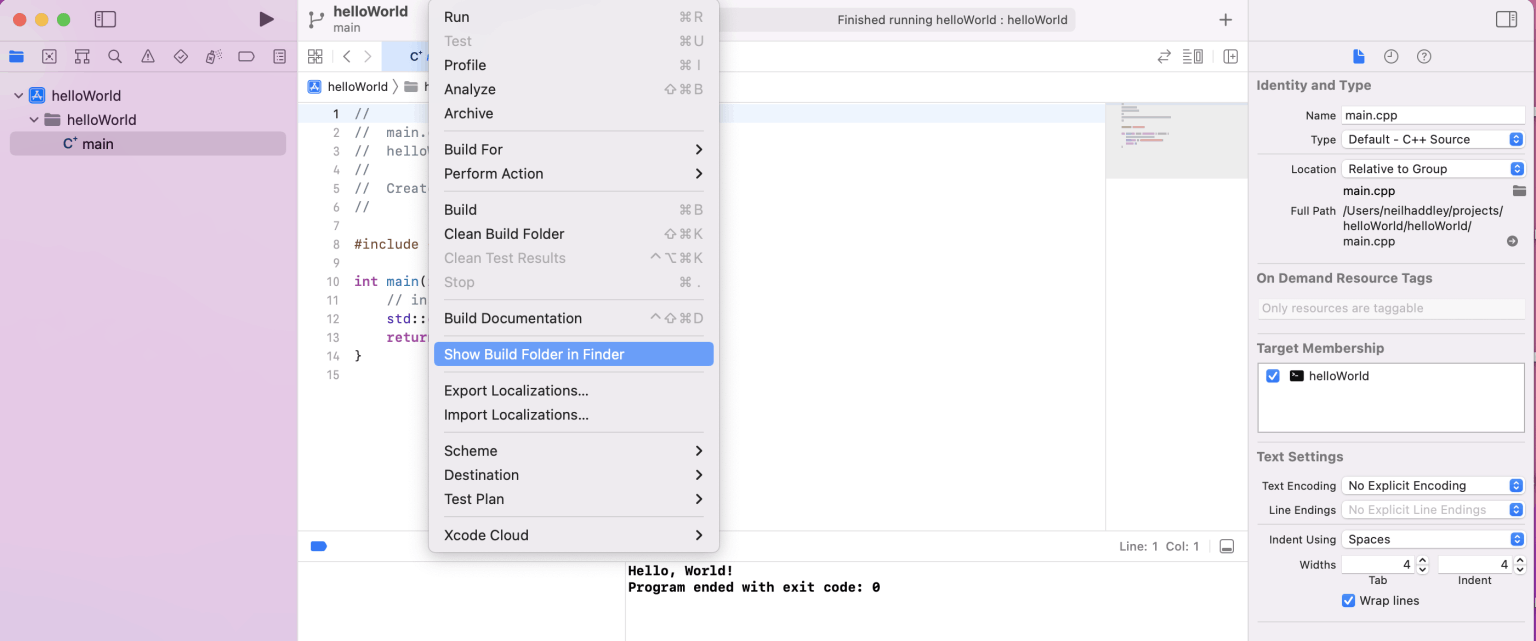 helloWorld
main
Finished running helloWorld : helloWorld
helloWorld
helloWorld
C+ main
C+
helloWorld
1 //
2 // main.
3 //
4 //
5 // Creat
6 //
7
8 #include
9
10 int main(
11 // in
12 std::
13 return
14 }
15
Run ⌘R
Test ⌘U
Profile ⌘I
Analyze ⇧⌘B
Archive
Build For
Perform Action
Build ⌘B
Clean Build Folder ⇧⌘K
Clean Test Results ^⌥⌘K
Stop ⌘.
Build Documentation ^⇧⌘D
Show Build Folder in Finder
Export Localizations...
Import Localizations...
Scheme
Destination
Test Plan
Xcode Cloud
Line: 1 Col: 1
Hello, World!
Program ended with exit code: 0
Identity and Type
Name main.cpp
Type Default - C++ Source
Location Relative to Group
main.cpp
Full Path /Users/neilhaddley/projects/
helloWorld/helloWorld/
main.cpp
On Demand Resource Tags
Only resources are taggable
Target Membership
helloWorld
Text Settings
Text Encoding No Explicit Encoding
Line Endings No Explicit Line Endings
Indent Using Spaces
Widths 4 4
Tab Indent
Wrap lines